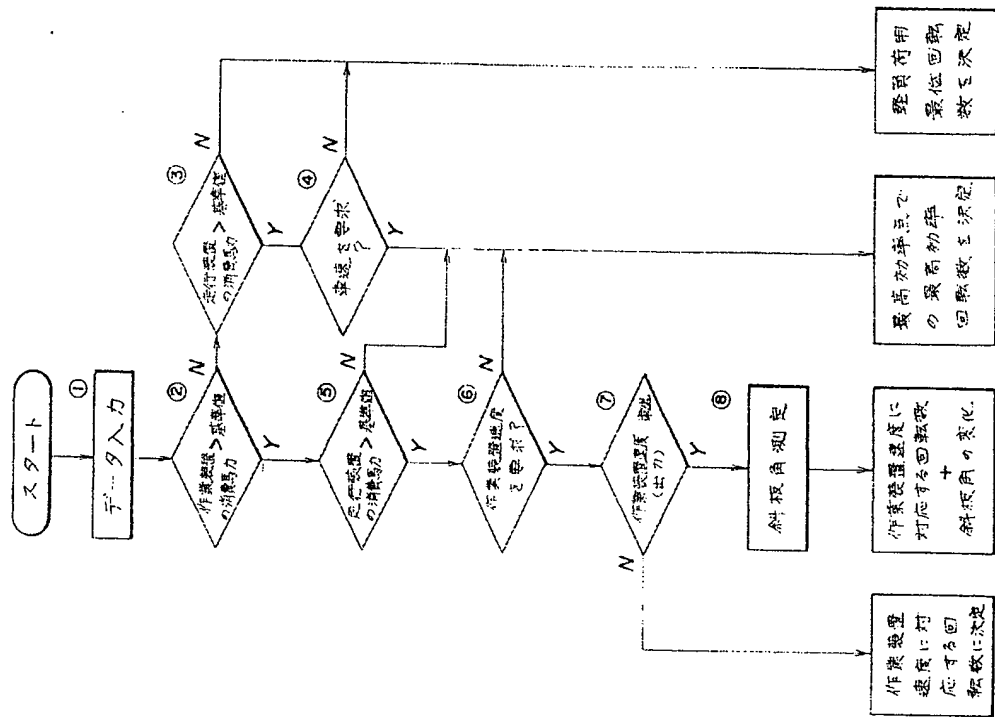 スタート
①
データ入力
②
作業装置 > 基準値
の消費馬力
N
Y
③
走行装置 > 基準値
の消費馬力
N
Y
④
車速を要求
?
N
Y
⑤
走行装置 > 基準値
の消費馬力
N
Y
⑥
作業装置速度
を要求?
N
Y
⑦
作業装置速度
(出力)
N
Y
⑧
斜板角測定
作業装置
速度に対
応する回
転数に決定
作業装置速度に
対応する回転数
+
斜板角の変化
最高効率点で
の最高効率
回転数を決定
軽負荷用
最低回転
数を決定